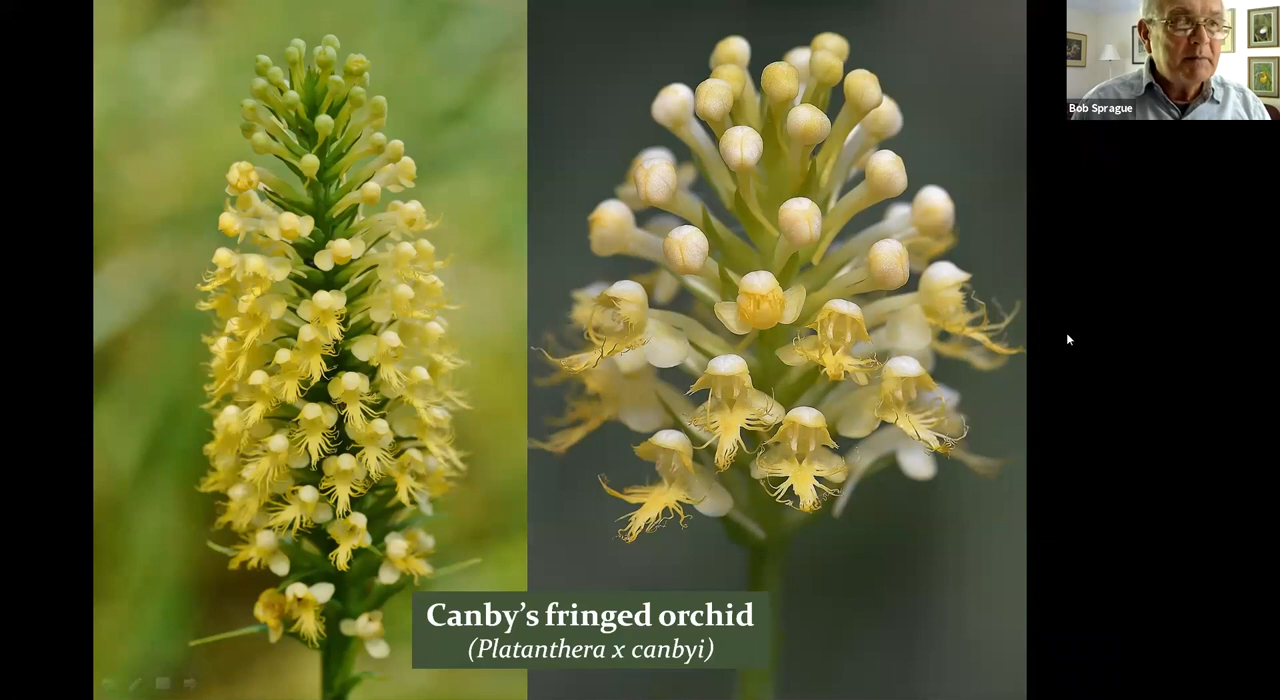 Bob Sprague
Canby's fringed orchid
(Platanthera x canbyi)